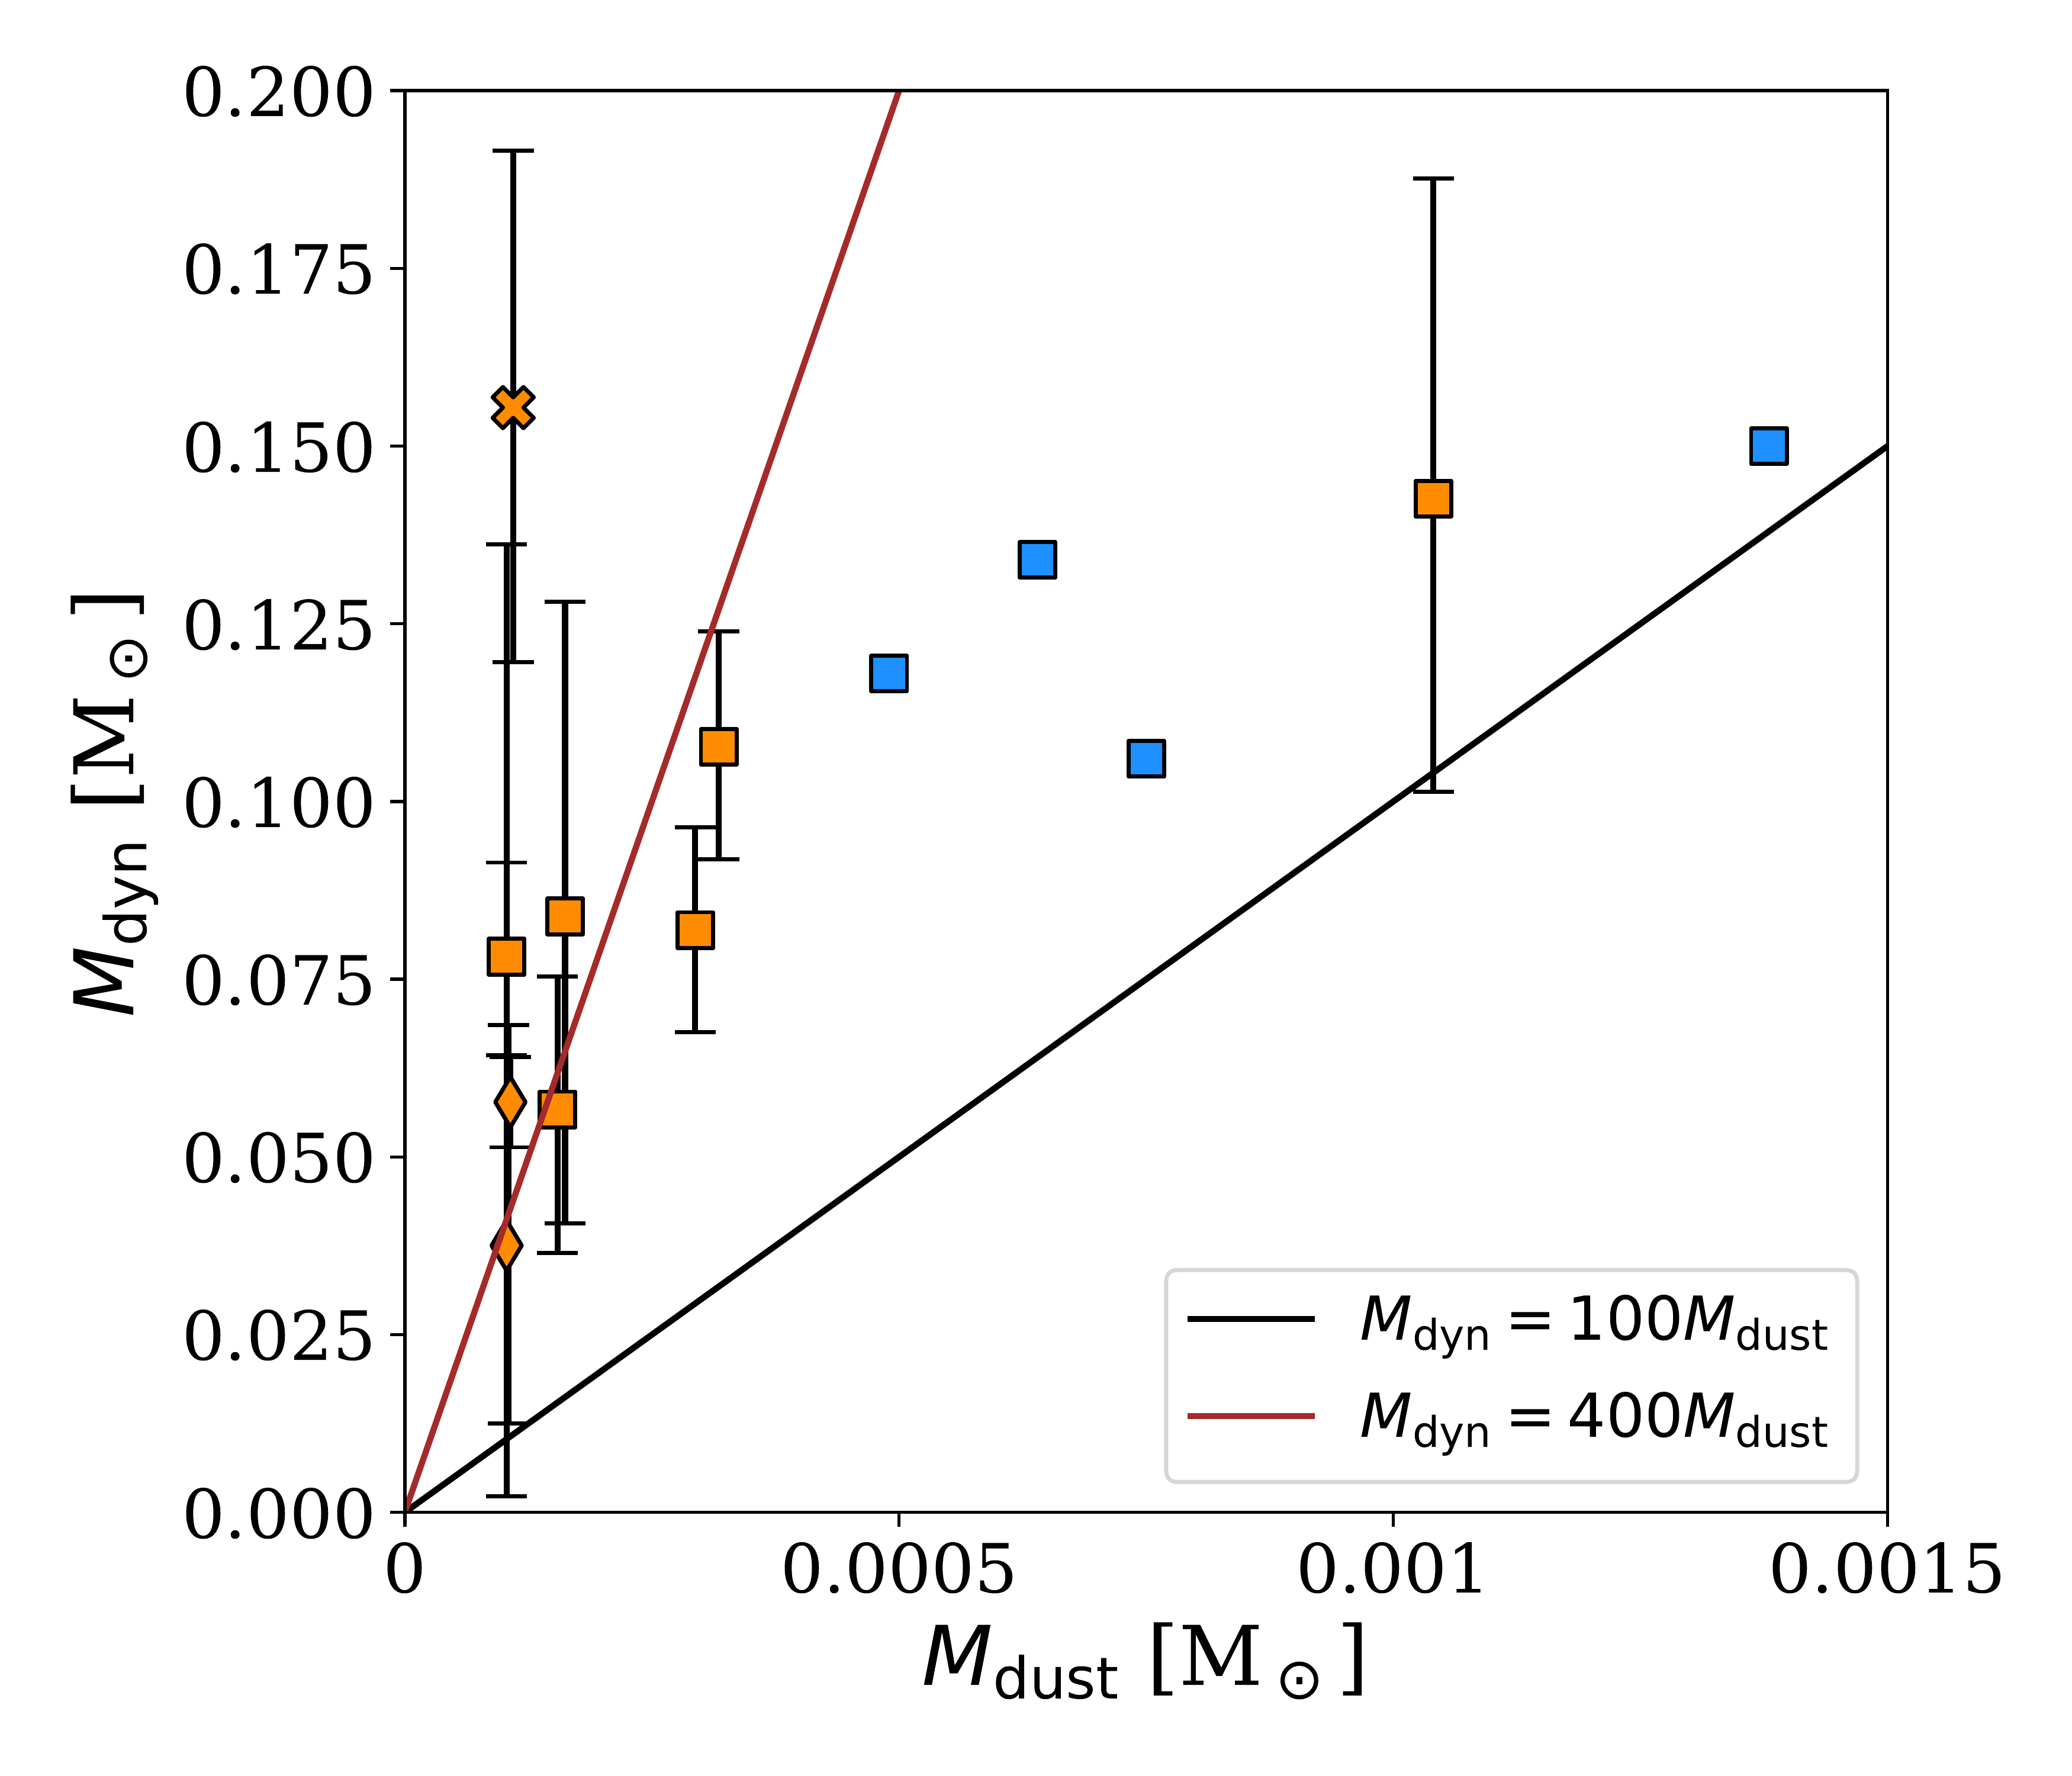 0.200
0.175
0.150
0.125
0.100
0.075
0.050
0.025
0.000
M_dyn [M_⊙]
M_dyn = 100M_dust
M_dyn = 400M_dust
0 0.0005 0.001 0.0015
M_dust [M_⊙]